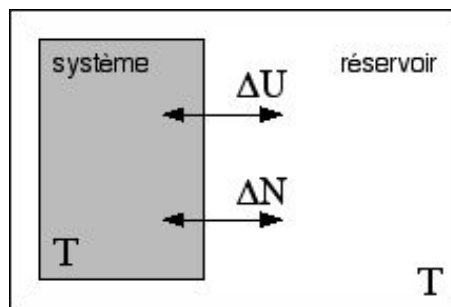 système
réservoir
ΔU
ΔN
T
T